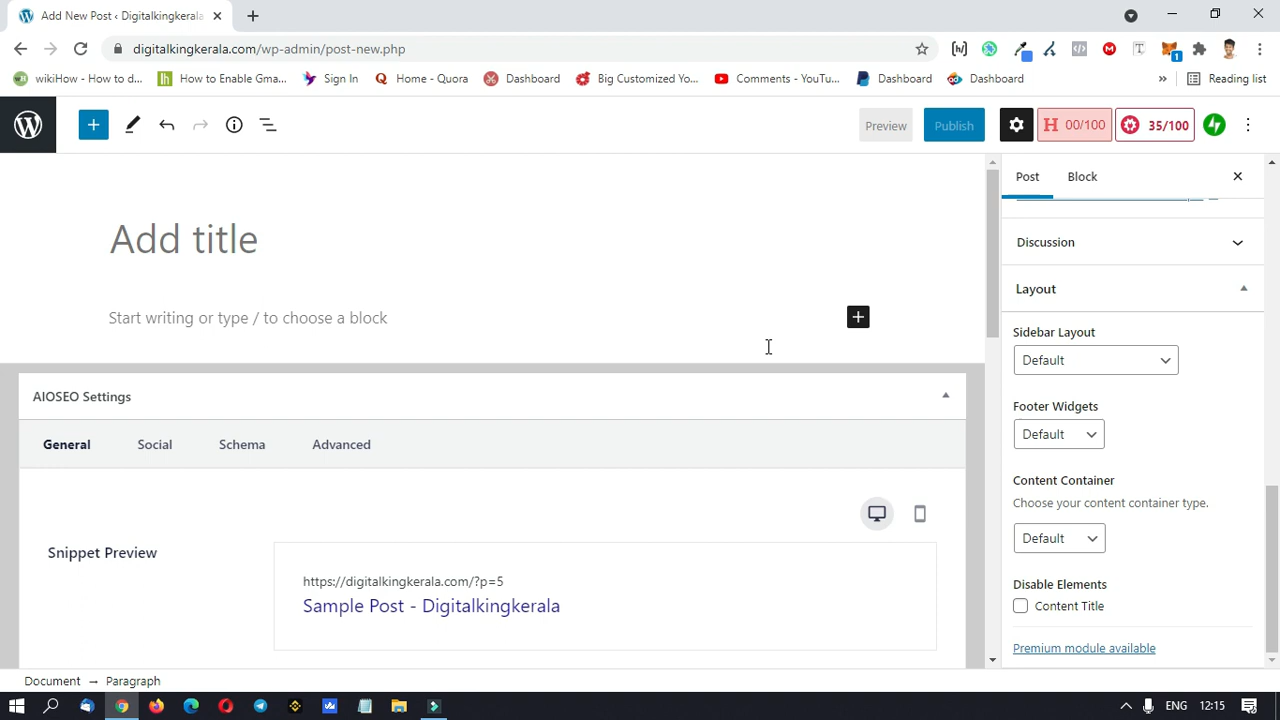 Add New Post ‹ Digitalkingkerala
digitalkingkerala.com/wp-admin/post-new.php
wikiHow - How to d...
How to Enable Gma...
Sign In
Home - Quora
Dashboard
Big Customized Yo...
Comments - YouTu...
Dashboard
Dashboard
»
Reading list
Preview
Publish
H 00/100
35/100
Post
Block
Add title
Discussion
Layout
Start writing or type / to choose a block
Sidebar Layout
Default
AIOSEO Settings
Footer Widgets
Default
General
Social
Schema
Advanced
Content Container
Choose your content container type.
Default
Snippet Preview
https://digitalkingkerala.com/?p=5
Sample Post - Digitalkingkerala
Disable Elements
Content Title
Premium module available
Document → Paragraph
ENG
12:15